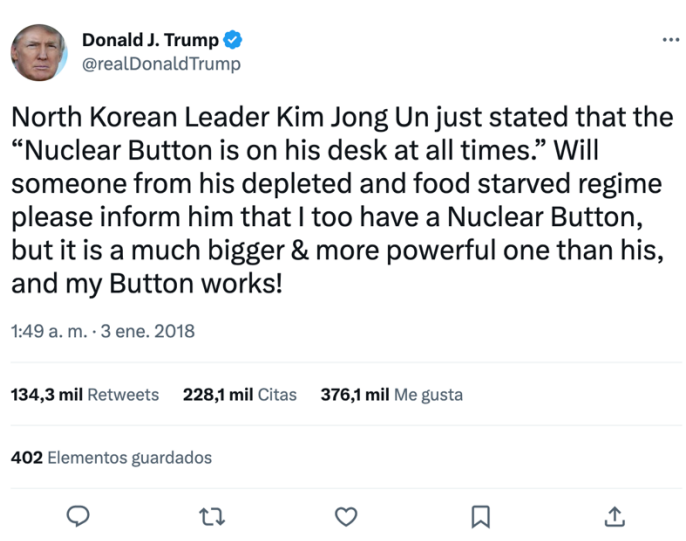 Donald J. Trump
@realDonaldTrump
North Korean Leader Kim Jong Un just stated that the
“Nuclear Button is on his desk at all times.” Will
someone from his depleted and food starved regime
please inform him that I too have a Nuclear Button,
but it is a much bigger & more powerful one than his,
and my Button works!
1:49 a. m. · 3 ene. 2018
134,3 mil Retweets 228,1 mil Citas 376,1 mil Me gusta
402 Elementos guardados